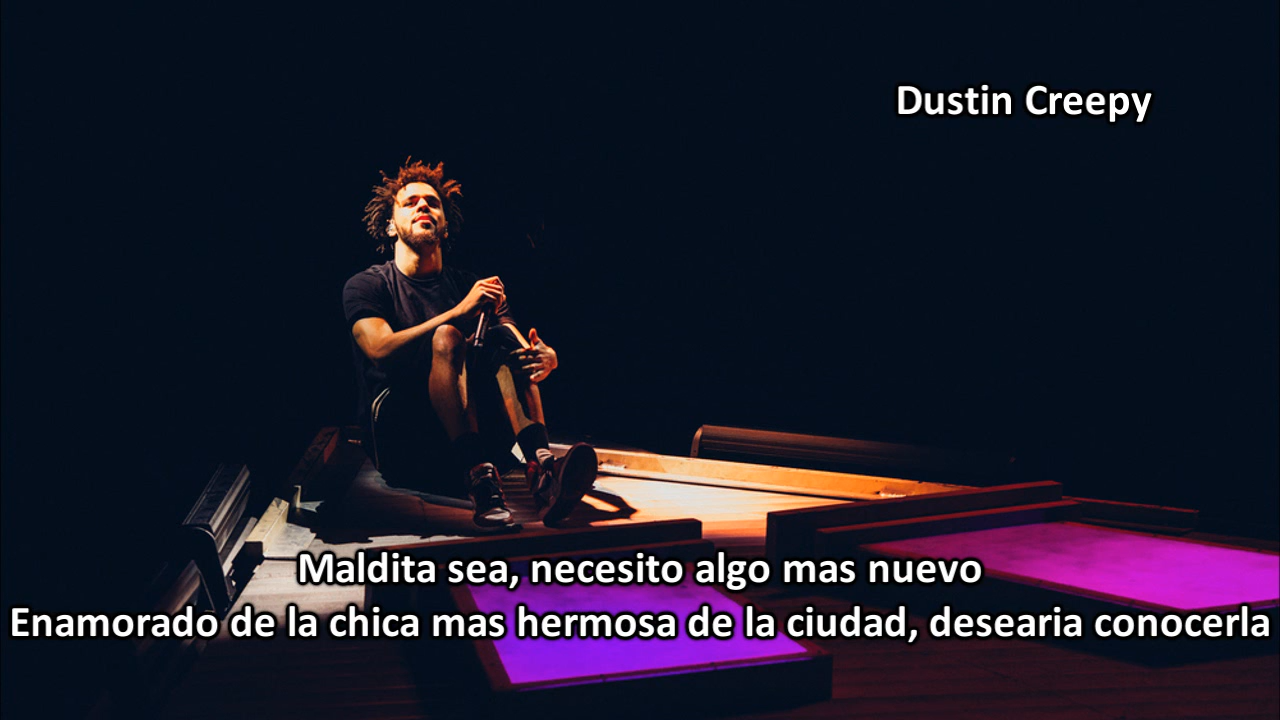 Dustin Creepy
Maldita sea, necesito algo mas nuevo
Enamorado de la chica mas hermosa de la ciudad, desearia conocerla